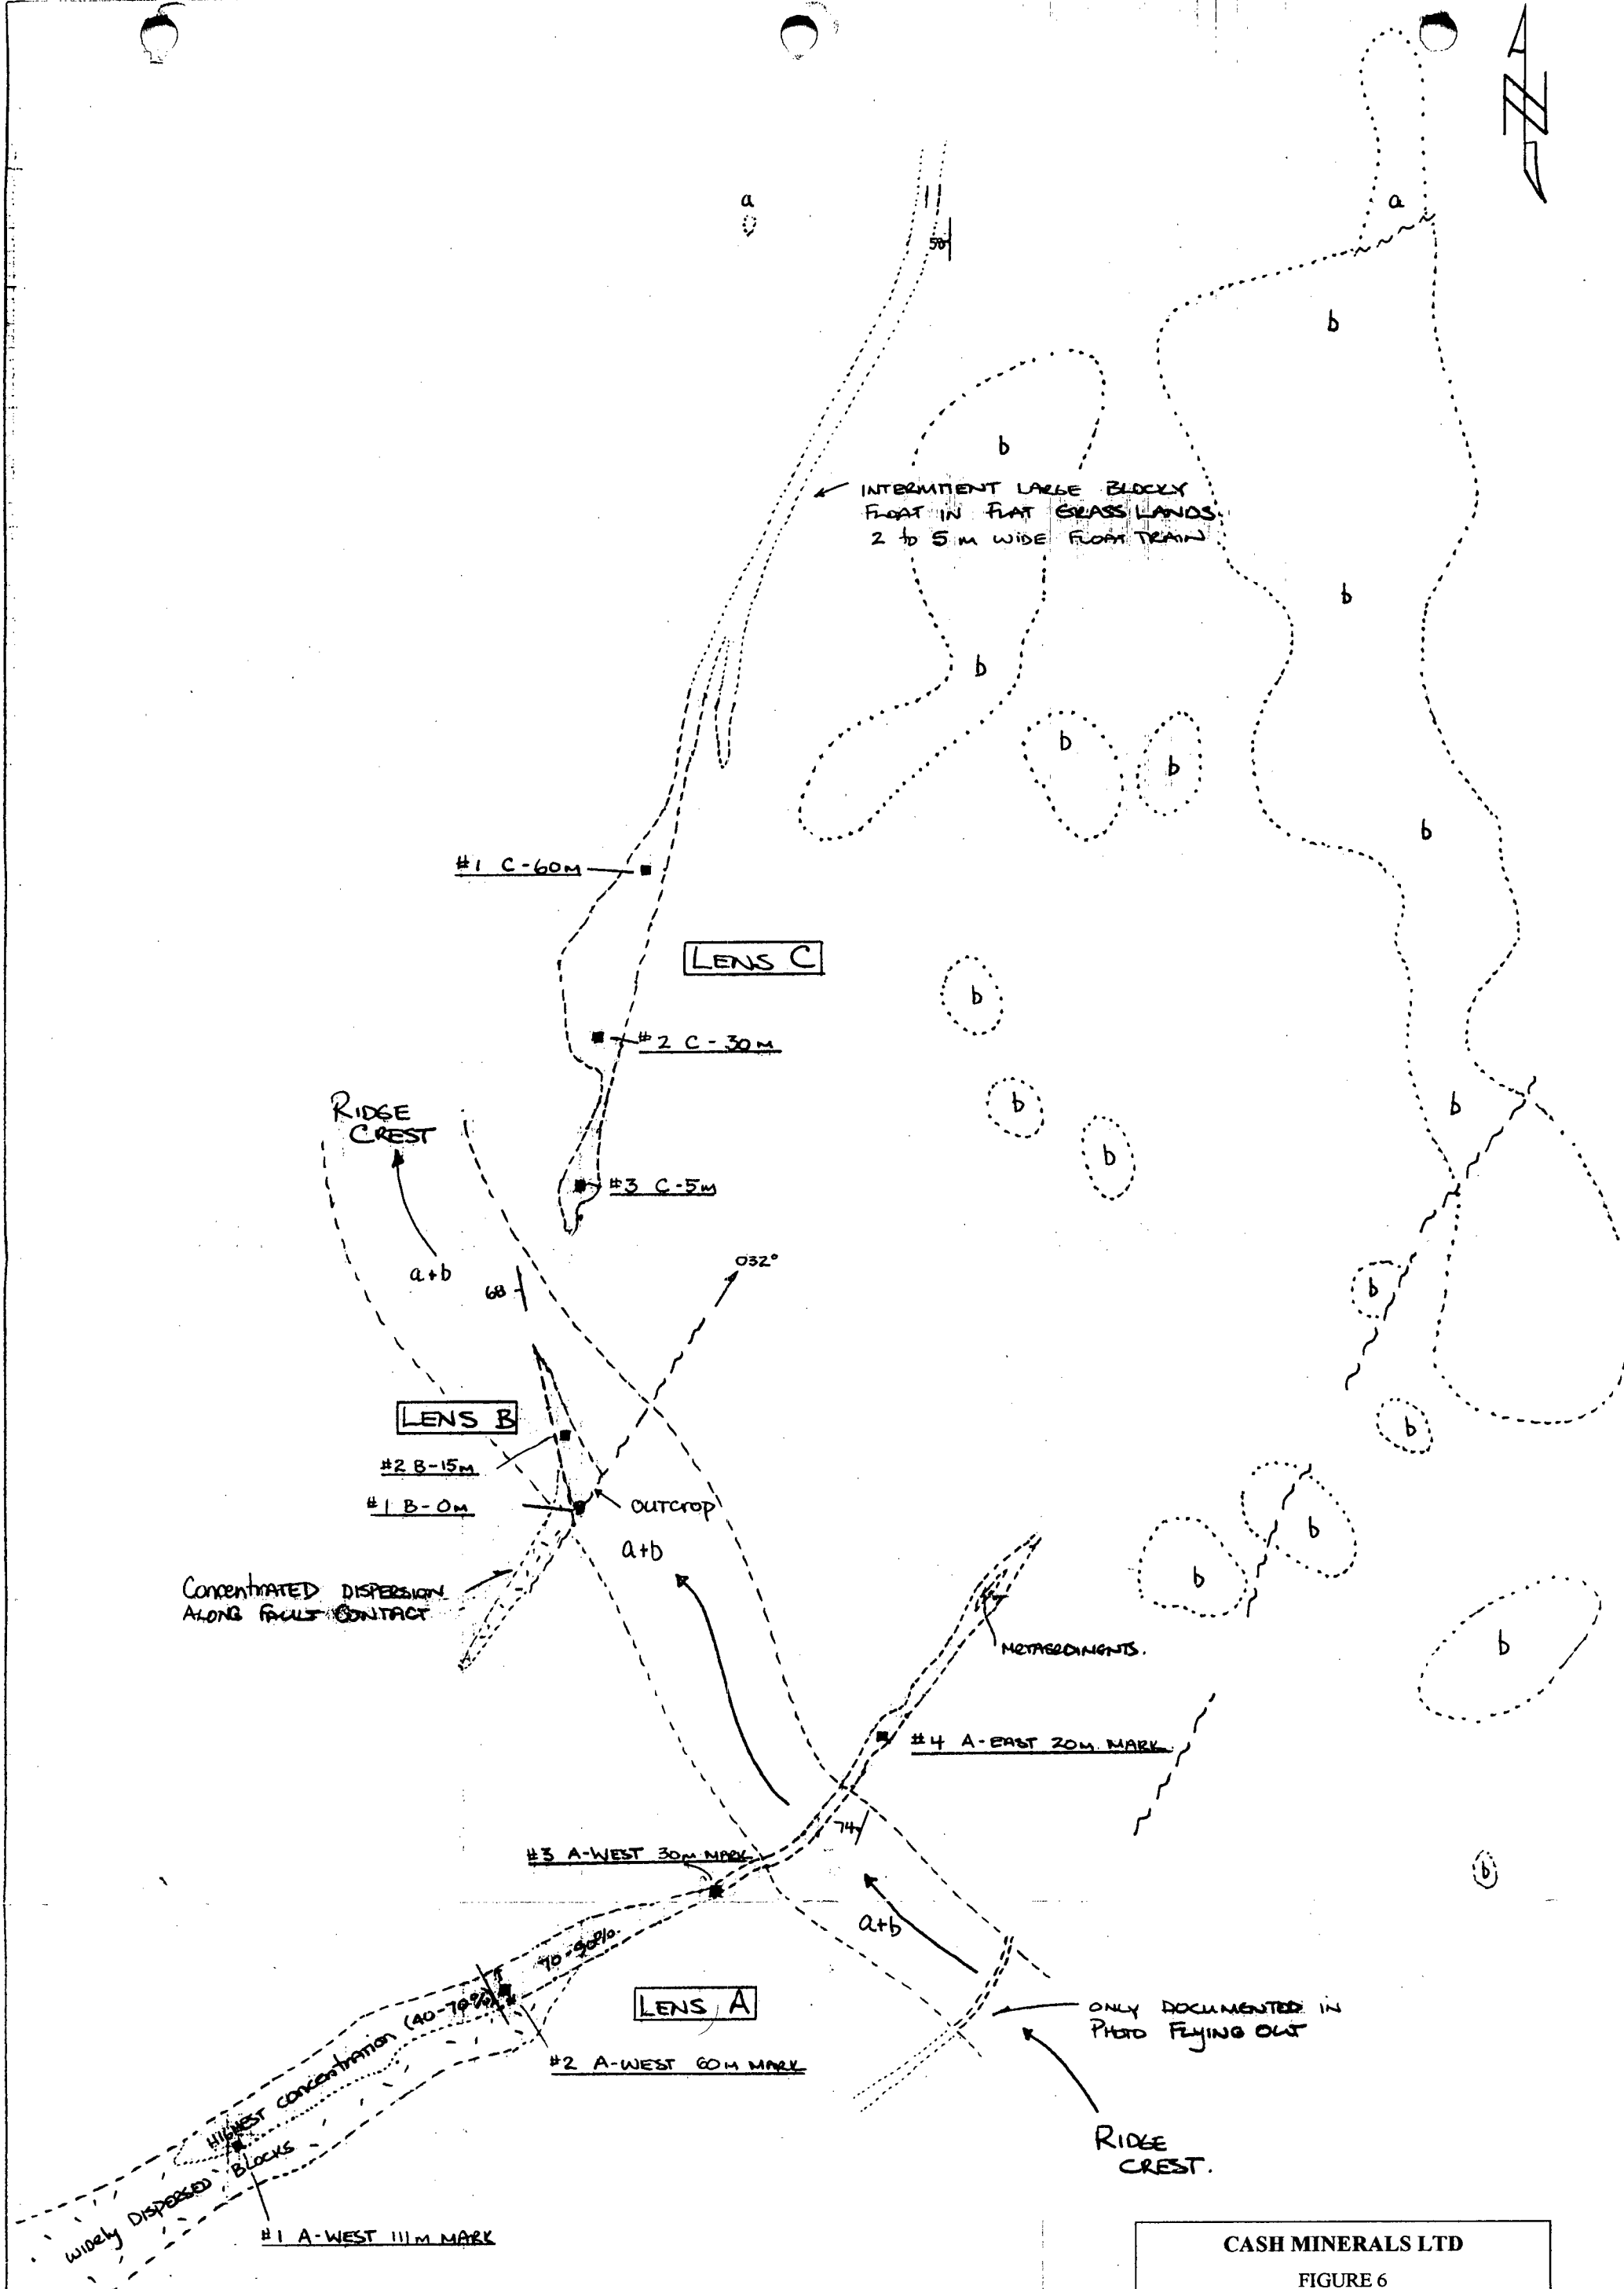 N
a
a
58
b
b
INTERMITTENT LARGE BLOCKY
FLOAT IN FLAT GRASS LANDS.
2 to 5 M WIDE FLOAT TRAIN
b
b
b
b
b
#1 C-60M
LENS C
b
#2 C-30M
RIDGE
CREST
b
b
b
#3 C-5M
a+b
68
032°
b
LENS B
b
#2 B-15M
#1 B-0M
OUTCROP
b
a+b
b
CONCENTRATED DISPERSION
ALONG FAULT CONTACT
METASEDIMENTS.
b
#4 A-EAST 20M MARK
74
#3 A-WEST 30M MARK
b
a+b
70-90%
LENS A
HIGHEST CONCENTRATION (40-70%)
ONLY DOCUMENTED IN
PHOTO FLYING OUT
#2 A-WEST 60M MARK
RIDGE
CREST.
WIDELY DISPERSED BLOCKS
#1 A-WEST 111M MARK
CASH MINERALS LTD
FIGURE 6